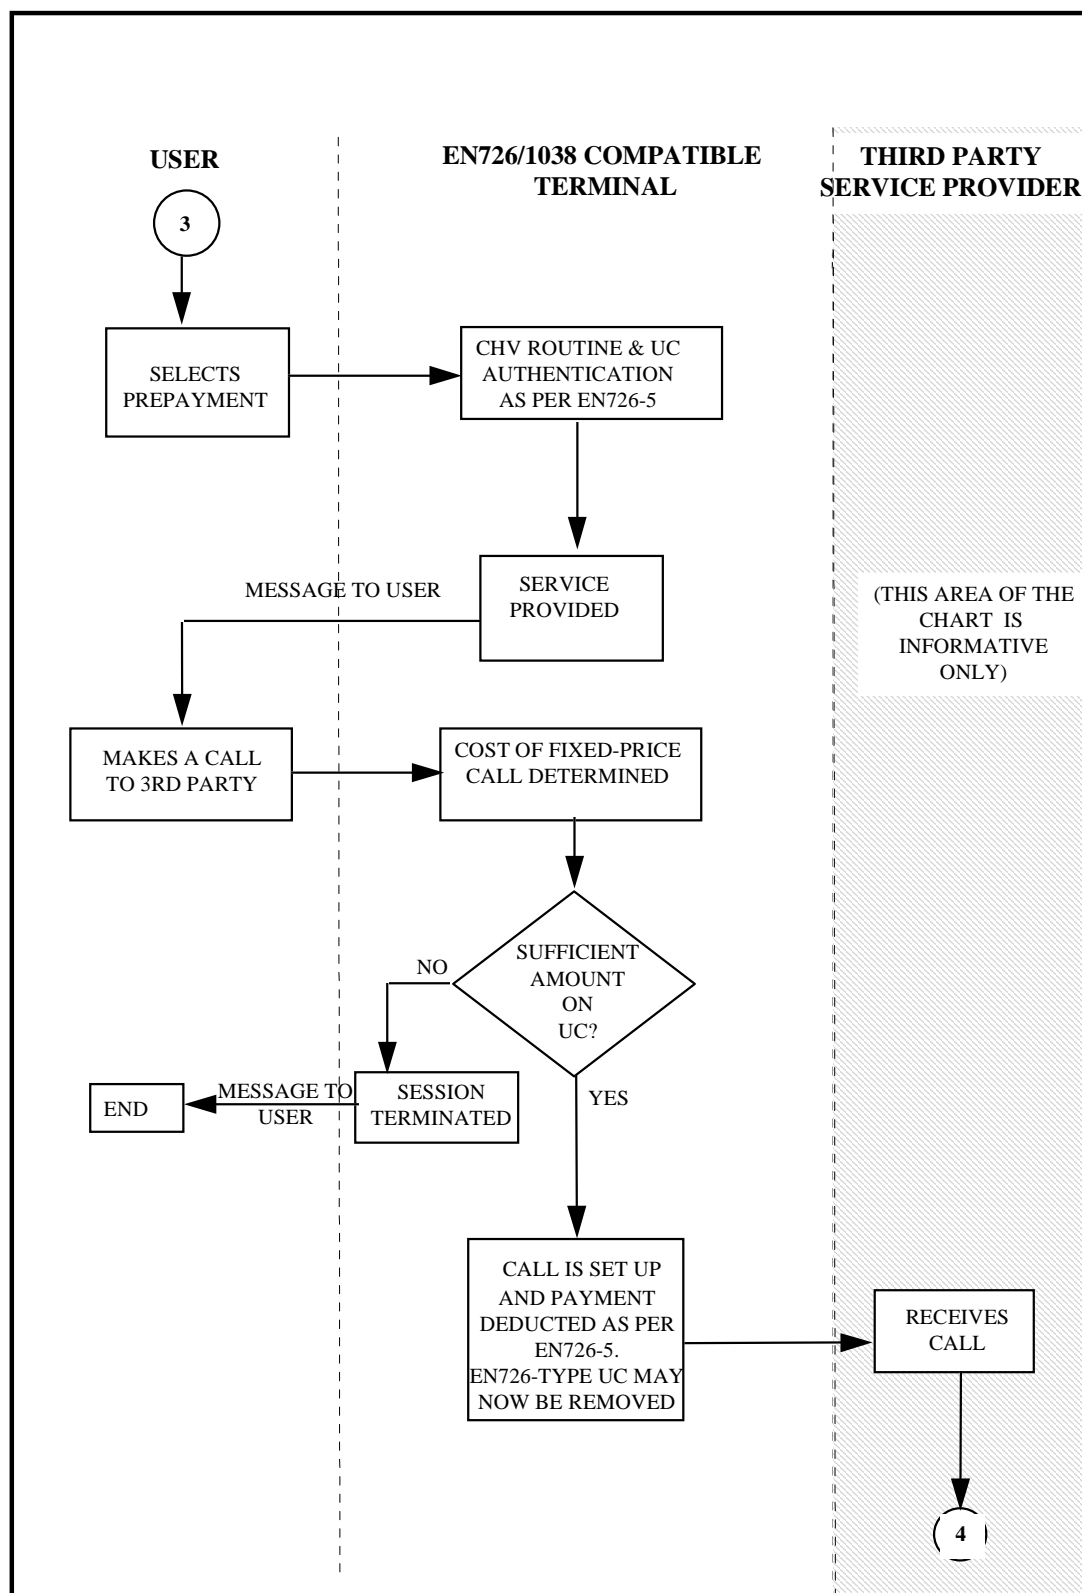 USER
EN726/1038 COMPATIBLE
TERMINAL
THIRD PARTY
SERVICE PROVIDER
3
SELECTS
PREPAYMENT
CHV ROUTINE & UC
AUTHENTICATION
AS PER EN726-5
MESSAGE TO USER
SERVICE
PROVIDED
(THIS AREA OF THE
CHART IS
INFORMATIVE
ONLY)
MAKES A CALL
TO 3RD PARTY
COST OF FIXED-PRICE
CALL DETERMINED
SUFFICIENT
AMOUNT
ON
UC?
NO
YES
SESSION
TERMINATED
MESSAGE TO
USER
END
CALL IS SET UP
AND PAYMENT
DEDUCTED AS PER
EN726-5.
EN726-TYPE UC MAY
NOW BE REMOVED
RECEIVES
CALL
4